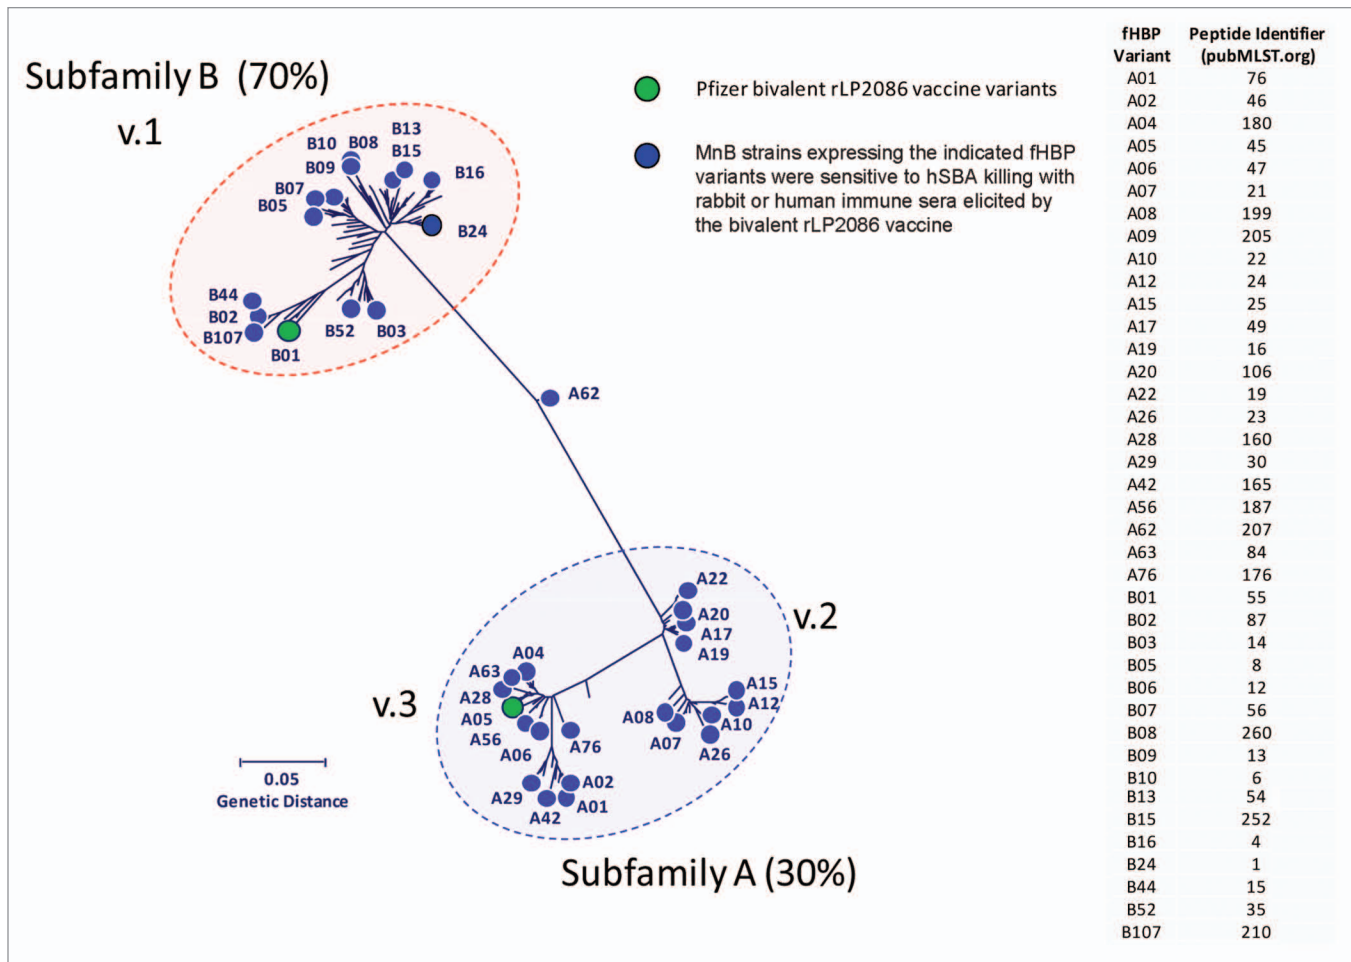 Subfamily B (70%)
v.1
B13
B10
B08
B15
B09
B16
B07
B05
B24
B44
B02
B107
B52
B03
B01
Pfizer bivalent rLP2086 vaccine variants
MnB strains expressing the indicated fHBP
variants were sensitive to hSBA killing with
rabbit or human immune sera elicited by
the bivalent rLP2086 vaccine
A62
A22
A20
v.2
A17
A19
A04
A63
A28
v.3
A05
A56
A06
A76
A15
A12
A08
A10
A07
A26
A29
A02
A01
A42
0.05
Genetic Distance
Subfamily A (30%)
fHBP Peptide Identifier
Variant (pubMLST.org)
A01 76
A02 46
A04 180
A05 45
A06 47
A07 21
A08 199
A09 205
A10 22
A12 24
A15 25
A17 49
A19 16
A20 106
A22 19
A26 23
A28 160
A29 30
A42 165
A56 187
A62 207
A63 84
A76 176
B01 55
B02 87
B03 14
B05 8
B06 12
B07 56
B08 260
B09 13
B10 6
B13 54
B15 252
B16 4
B24 1
B44 15
B52 35
B107 210